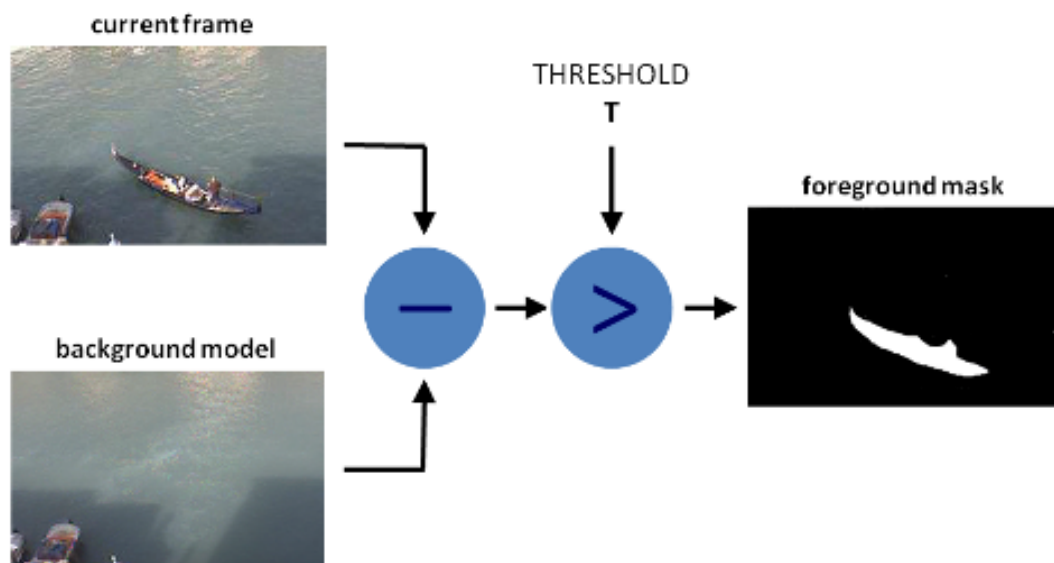 current frame
THRESHOLD
T
foreground mask
−
>
background model